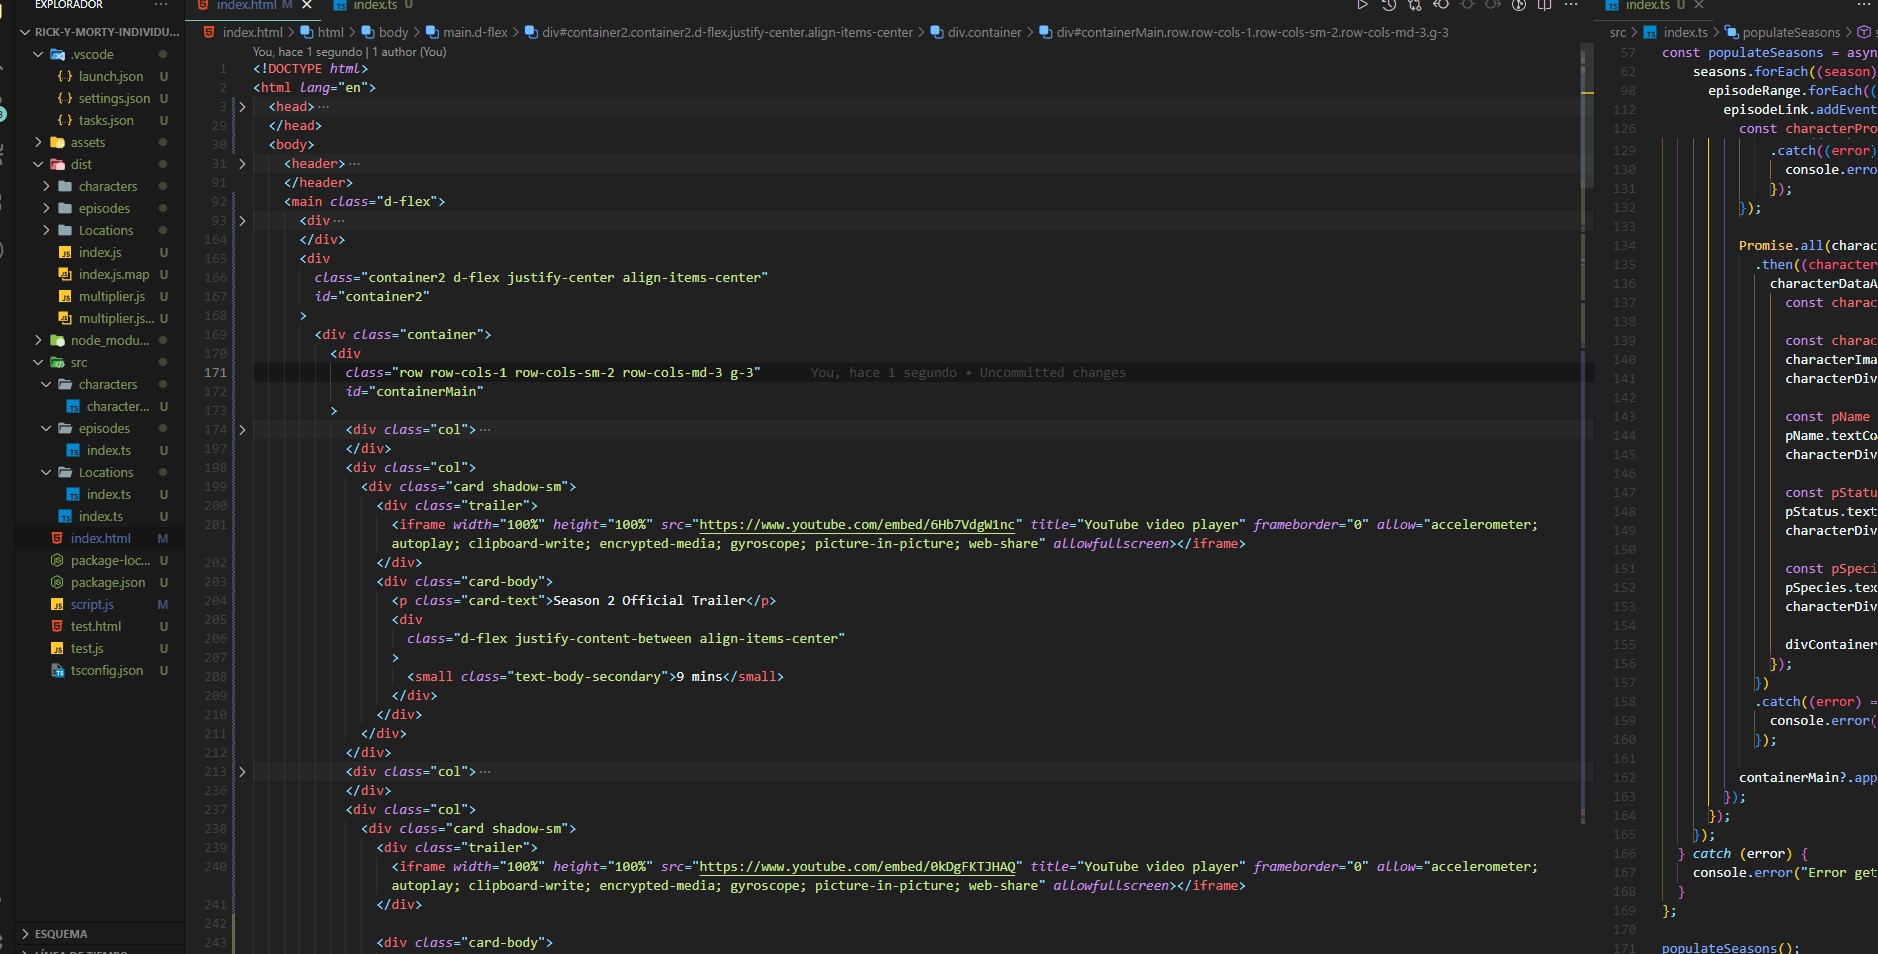 EXPLORADOR ···
RICK-Y-MORTY-INDIVIDU...
.vscode
launch.json U
settings.json U
tasks.json U
assets
dist
characters
episodes
Locations
index.js U
index.js.map U
multiplier.js U
multiplier.js... U
node_modu...
src
characters
character... U
episodes
index.ts U
Locations
index.ts U
index.ts U
index.html M
package-loc... U
package.json U
script.js M
test.html U
test.js U
tsconfig.json U
ESQUEMA
LÍNEA DE TIEMPO
index.html M
index.ts U
index.html > html > body > main.d-flex > div#container2.container2.d-flex.justify-center.align-items-center > div.container > div#containerMain.row.row-cols-1.row-cols-sm-2.row-cols-md-3.g-3
You, hace 1 segundo | 1 author (You)
1 <!DOCTYPE html>
2 <html lang="en">
3 <head> ···
29 </head>
30 <body>
31 <header> ···
91 </header>
92 <main class="d-flex">
93 <div ···
164 </div>
165 <div
166 class="container2 d-flex justify-center align-items-center"
167 id="container2"
168 >
169 <div class="container">
170 <div
171 class="row row-cols-1 row-cols-sm-2 row-cols-md-3 g-3" You, hace 1 segundo • Uncommitted changes
172 id="containerMain"
173 >
174 <div class="col"> ···
197 </div>
198 <div class="col">
199 <div class="card shadow-sm">
200 <div class="trailer">
201 <iframe width="100%" height="100%" src="https://www.youtube.com/embed/6Hb7VdgW1nc" title="YouTube video player" frameborder="0" allow="accelerometer;
autoplay; clipboard-write; encrypted-media; gyroscope; picture-in-picture; web-share" allowfullscreen></iframe>
202 </div>
203 <div class="card-body">
204 <p class="card-text">Season 2 Official Trailer</p>
205 <div
206 class="d-flex justify-content-between align-items-center"
207 >
208 <small class="text-body-secondary">9 mins</small>
209 </div>
210 </div>
211 </div>
212 </div>
213 <div class="col"> ···
236 </div>
237 <div class="col">
238 <div class="card shadow-sm">
239 <div class="trailer">
240 <iframe width="100%" height="100%" src="https://www.youtube.com/embed/0kDgFKTJHAQ" title="YouTube video player" frameborder="0" allow="accelerometer;
autoplay; clipboard-write; encrypted-media; gyroscope; picture-in-picture; web-share" allowfullscreen></iframe>
241 </div>
242
243 <div class="card-body">
index.ts U
src > index.ts > populateSeasons >
57 const populateSeasons = asyn
62 seasons.forEach((season)
98 episodeRange.forEach((
112 episodeLink.addEvent
126 const characterPro
129 .catch((error)
130 console.erro
131 });
132 });
133
134 Promise.all(charac
135 .then((character
136 characterDataA
137 const charac
138
139 const charac
140 characterIma
141 characterDiv
142
143 const pName
144 pName.textCo
145 characterDiv
146
147 const pStatu
148 pStatus.text
149 characterDiv
150
151 const pSpeci
152 pSpecies.tex
153 characterDiv
154
155 divContainer
156 });
157 })
158 .catch((error) =
159 console.error(
160 });
161
162 containerMain?.app
163 });
164 });
165 });
166 } catch (error) {
167 console.error("Error get
168 }
169 };
170
171 populateSeasons();